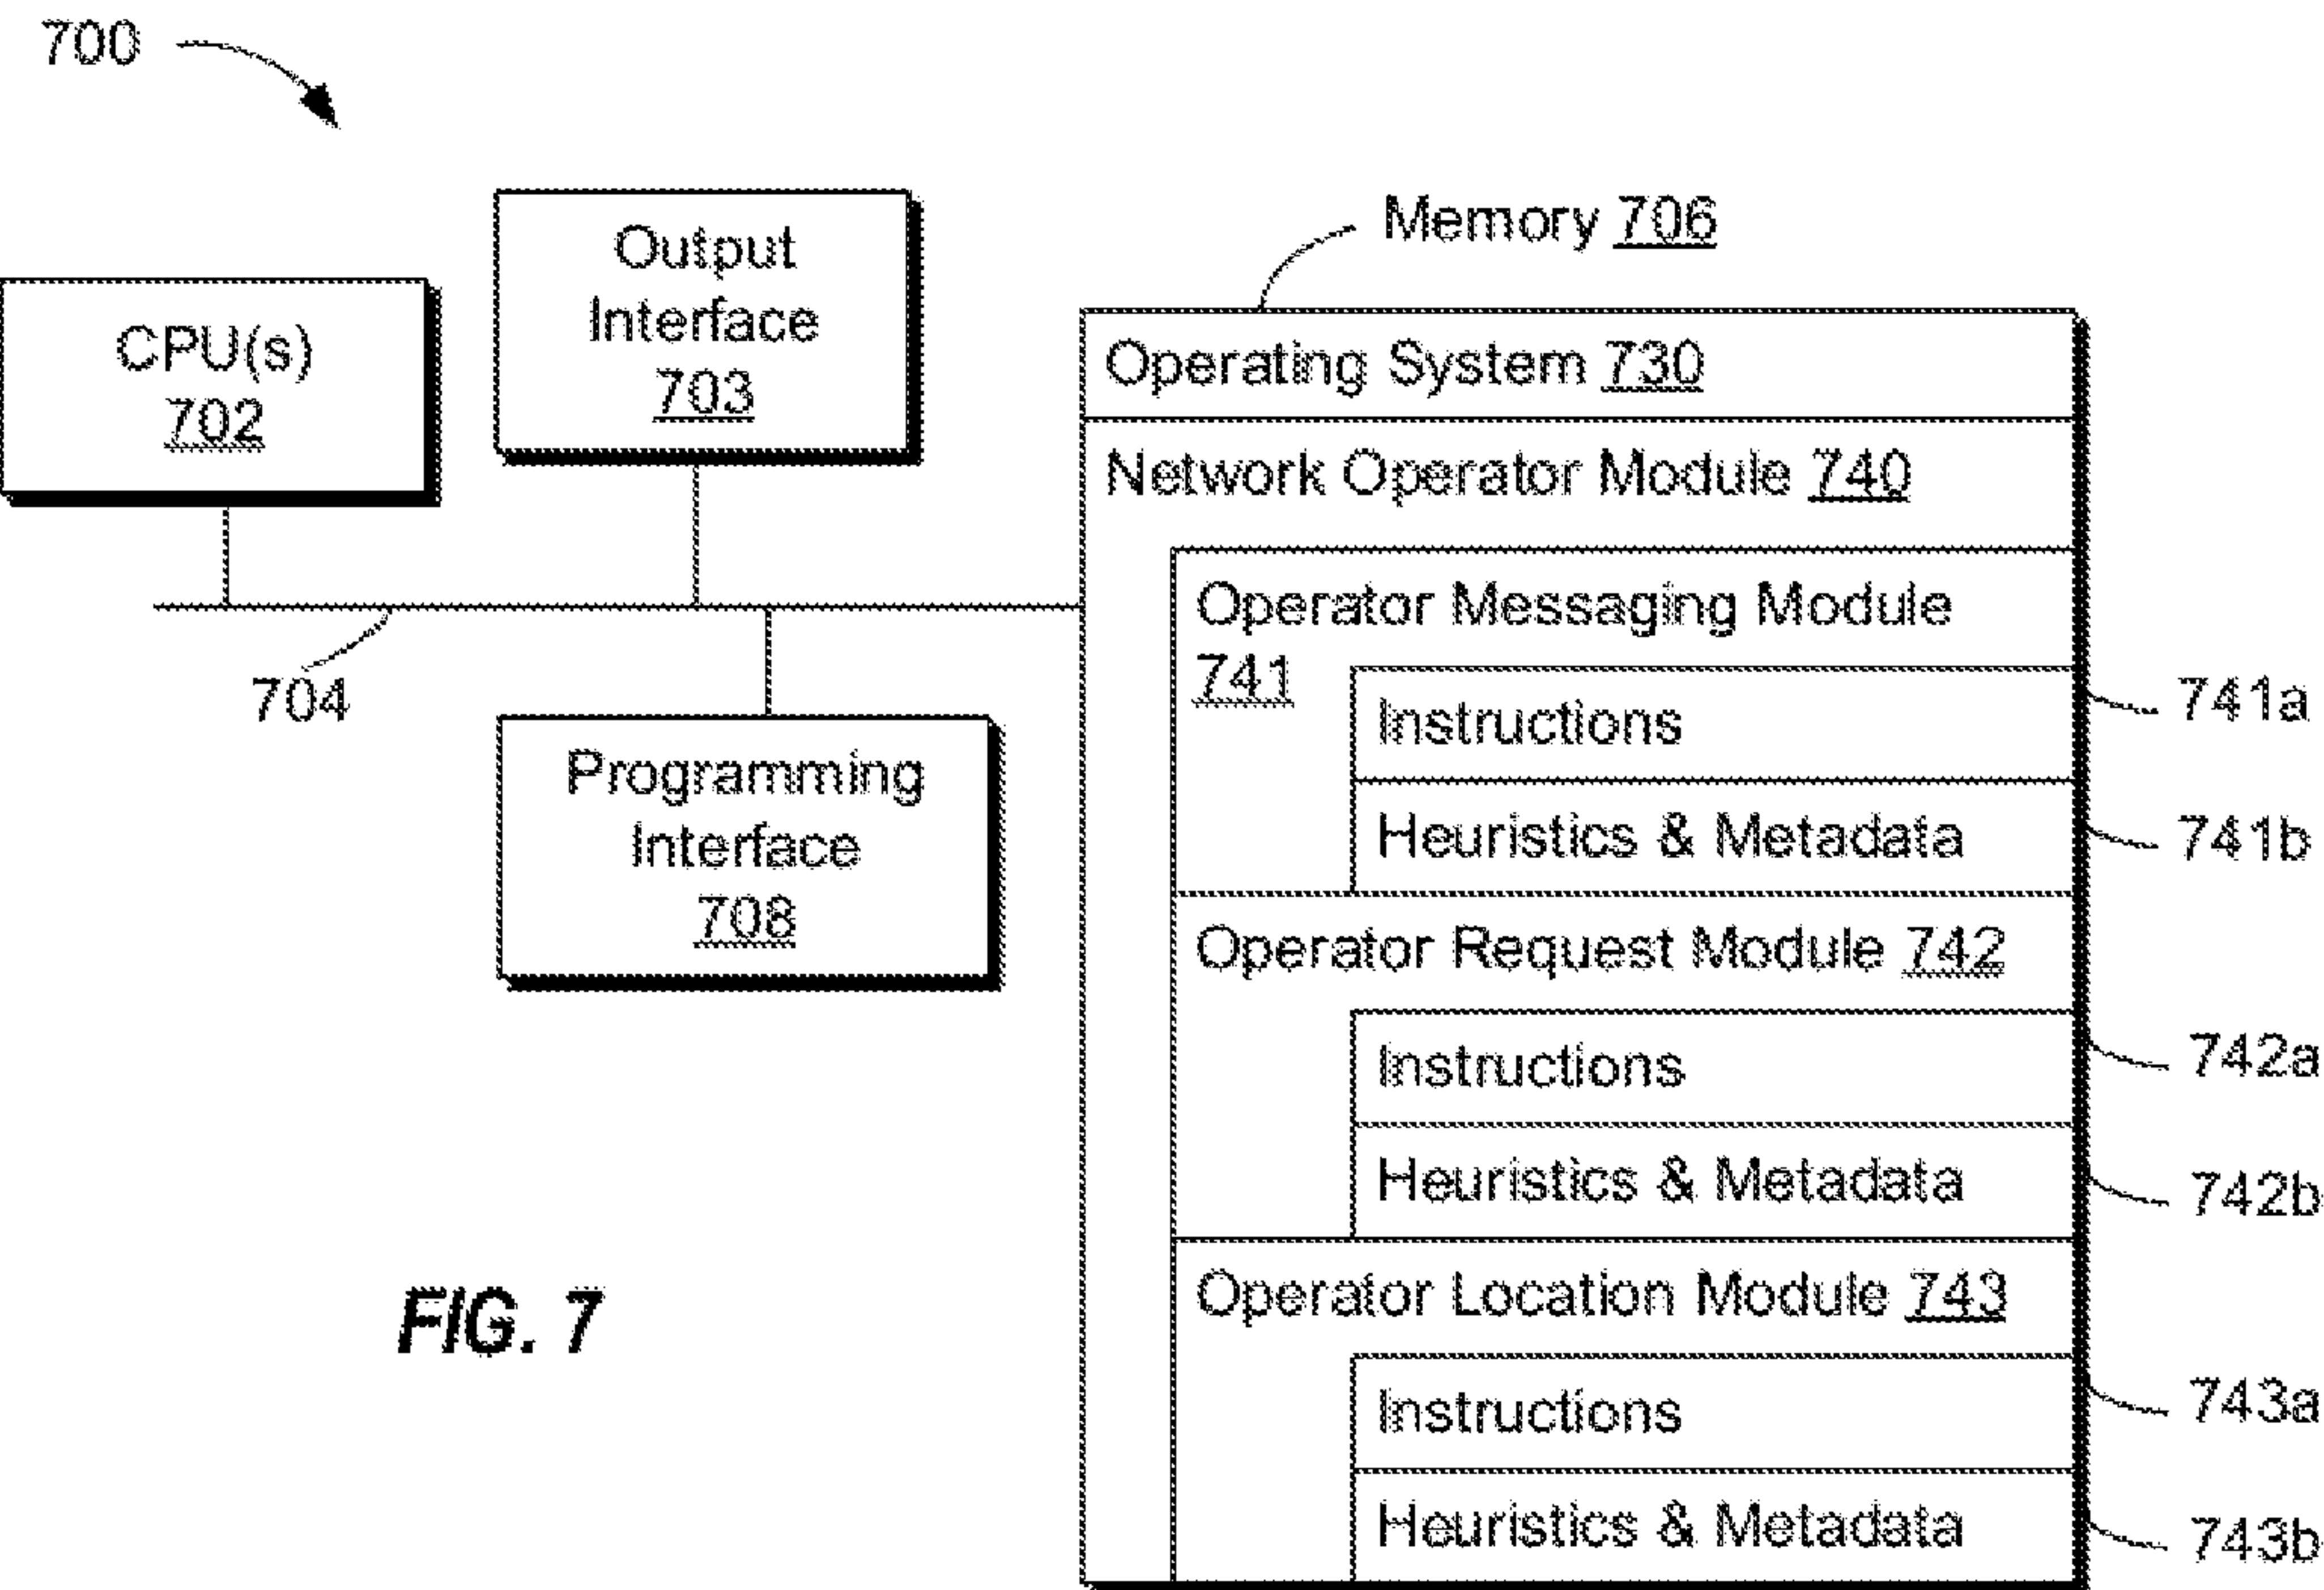 700
Output
Interface
703
CPU(s)
702
704
Programming
Interface
708
Memory 706
Operating System 730
Network Operator Module 740
Operator Messaging Module
741
Instructions
741a
Heuristics & Metadata
741b
Operator Request Module 742
Instructions
742a
Heuristics & Metadata
742b
Operator Location Module 743
Instructions
743a
Heuristics & Metadata
743b
FIG. 7